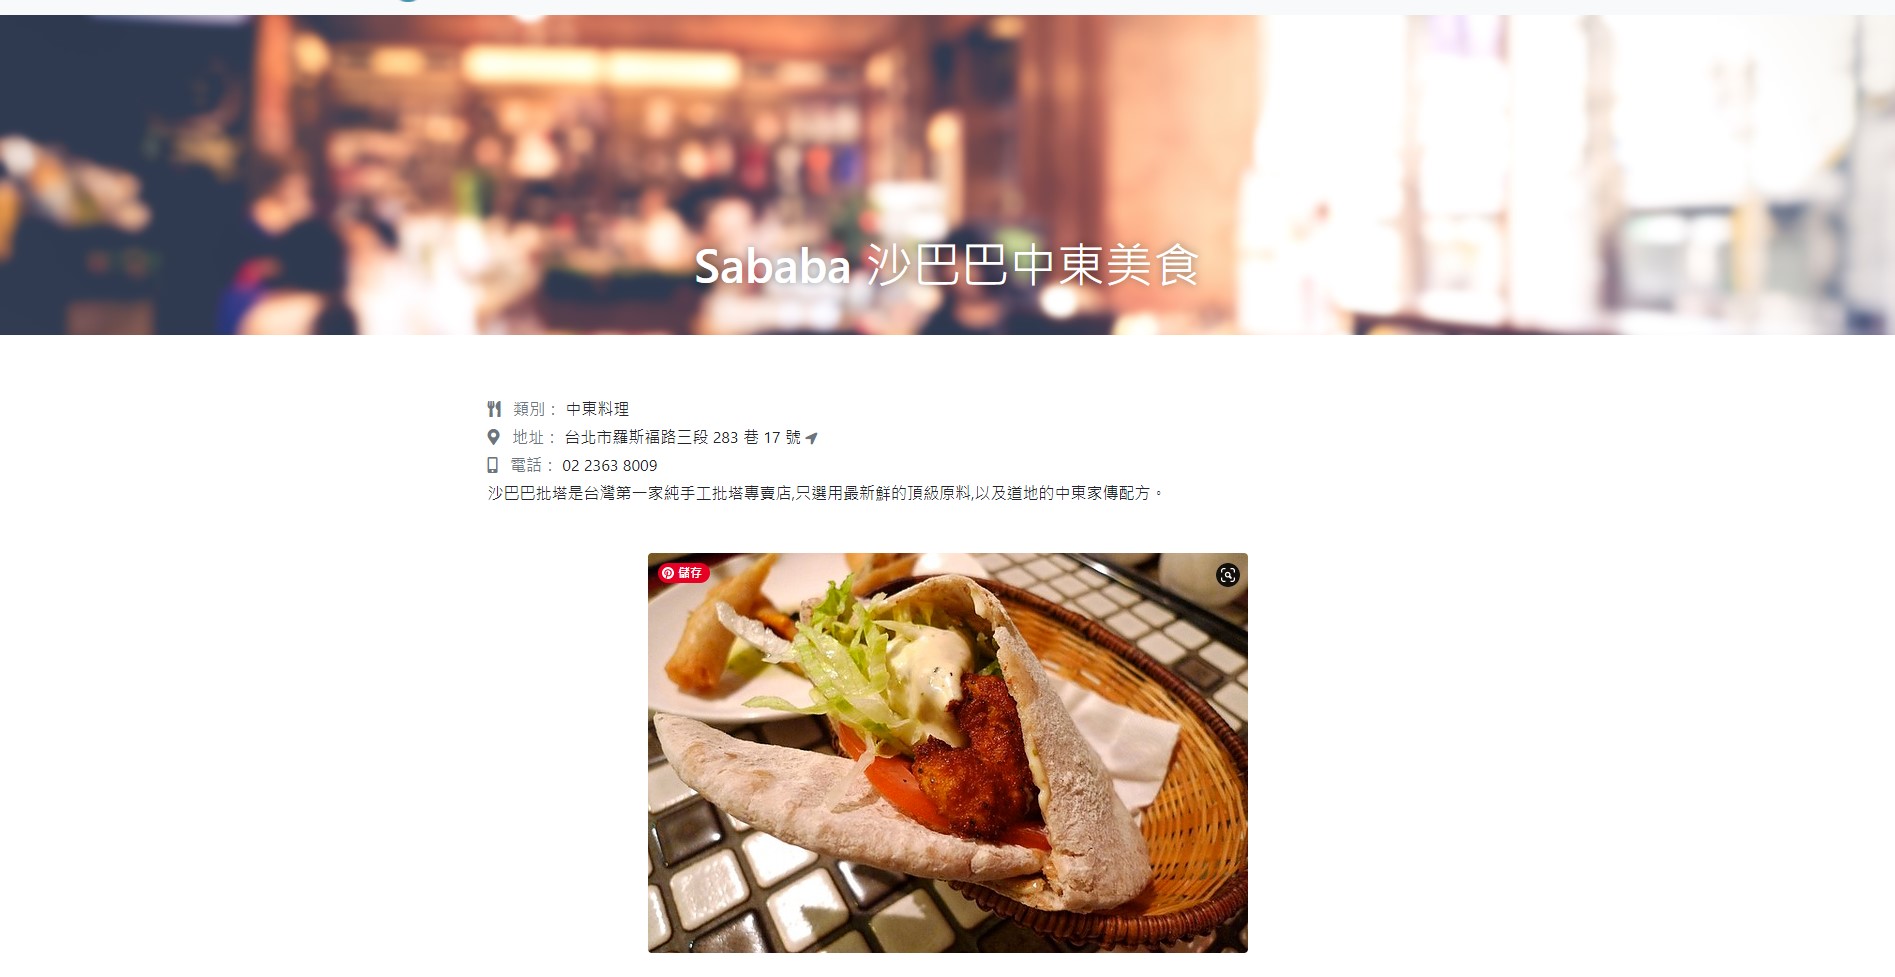 Sababa 沙巴巴中東美食
類別： 中東料理
地址： 台北市羅斯福路三段 283 巷 17 號
電話： 02 2363 8009
沙巴巴批塔是台灣第一家純手工批塔專賣店,只選用最新鮮的頂級原料,以及道地的中東家傳配方。
儲存